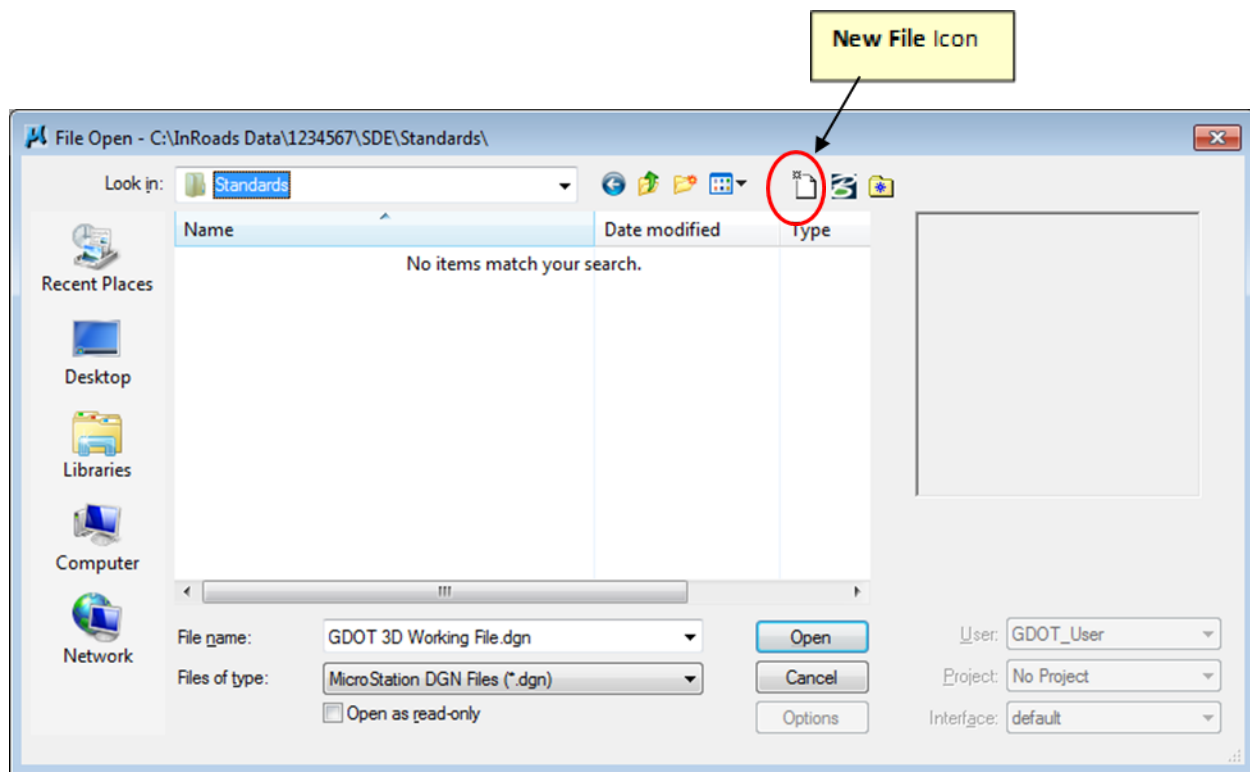 New File Icon
File Open - C:\InRoads Data\1234567\SDE\Standards\
Look in:
Standards
Name
Date modified
Type
No items match your search.
Recent Places
Desktop
Libraries
Computer
Network
File name:
GDOT 3D Working File.dgn
Open
User:
GDOT_User
Files of type:
MicroStation DGN Files (*.dgn)
Cancel
Project:
No Project
Open as read-only
Options
Interface:
default